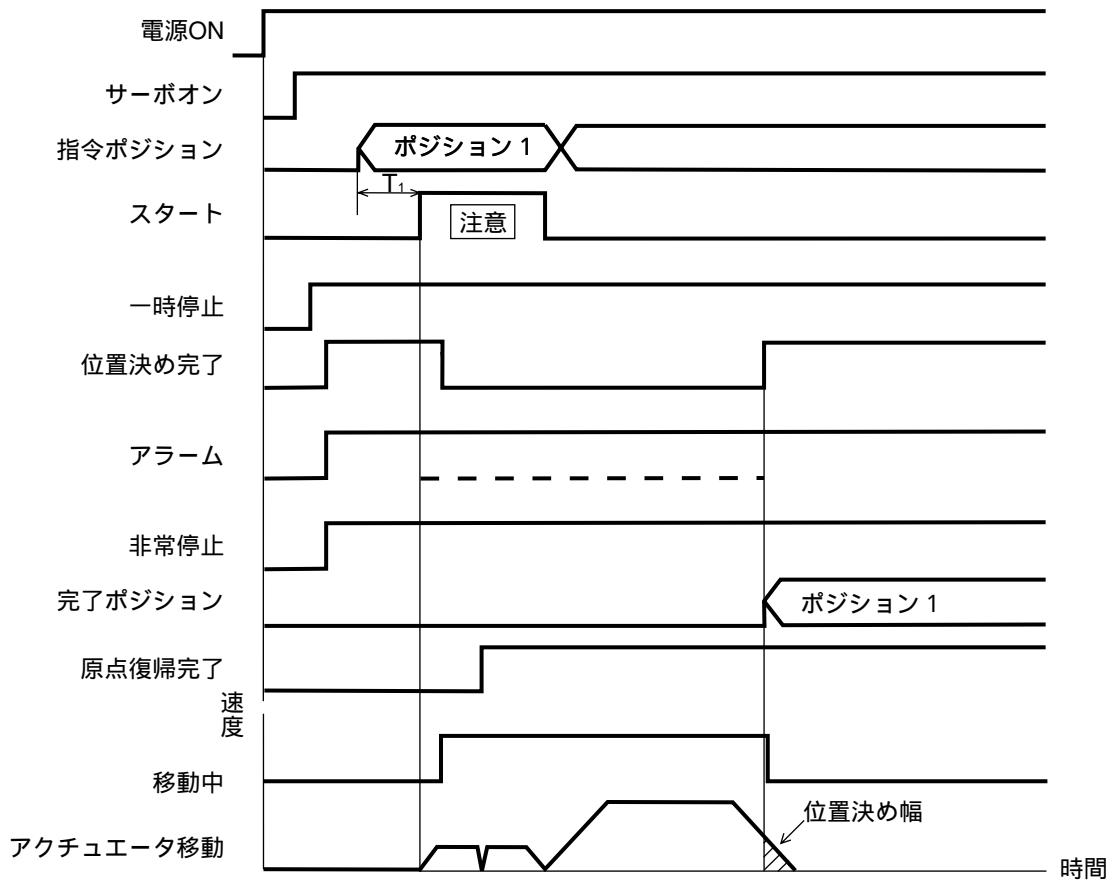 電源ON
サーボオン
指令ポジション
ポジション 1
T₁
スタート
注意
一時停止
位置決め完了
アラーム
非常停止
完了ポジション
ポジション 1
原点復帰完了
速度
移動中
位置決め幅
アクチュエータ移動
時間